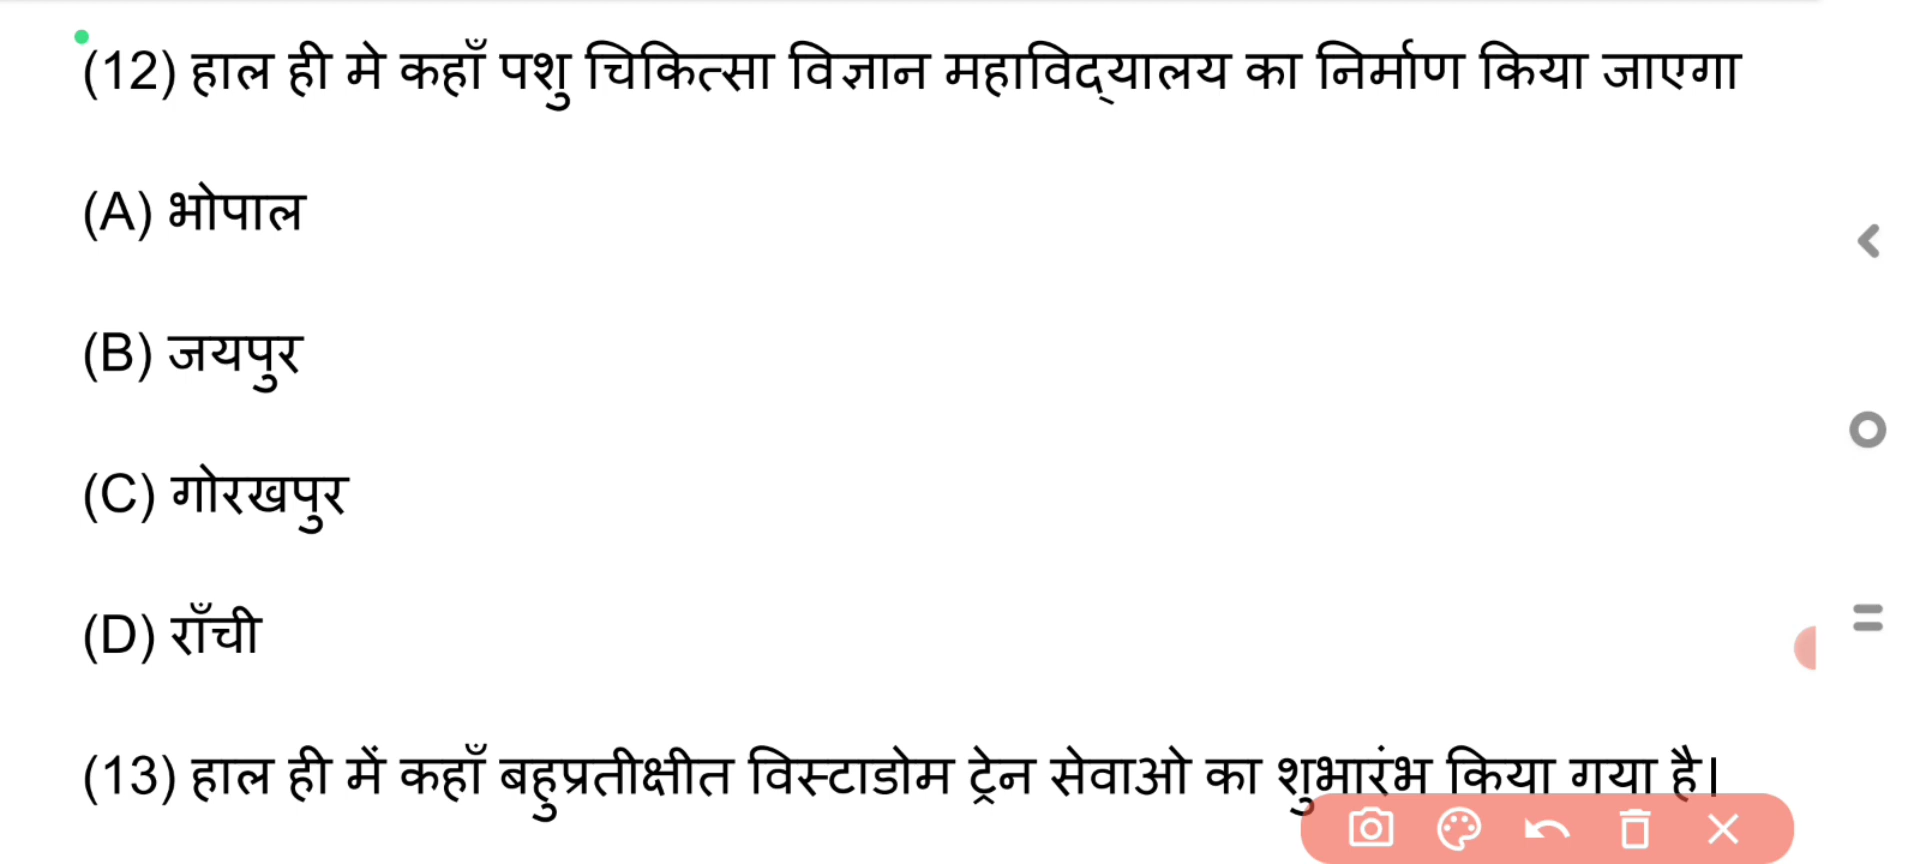 (12) हाल ही मे कहाँ पशु चिकित्सा विज्ञान महाविद्‌यालय का निर्माण किया जाएगा
(A) भोपाल
(B) जयपुर
(C) गोरखपुर
(D) राँची
(13) हाल ही में कहाँ बहुप्रतीक्षीत विस्टाडोम ट्रेन सेवाओ का शुभारंभ किया गया है।